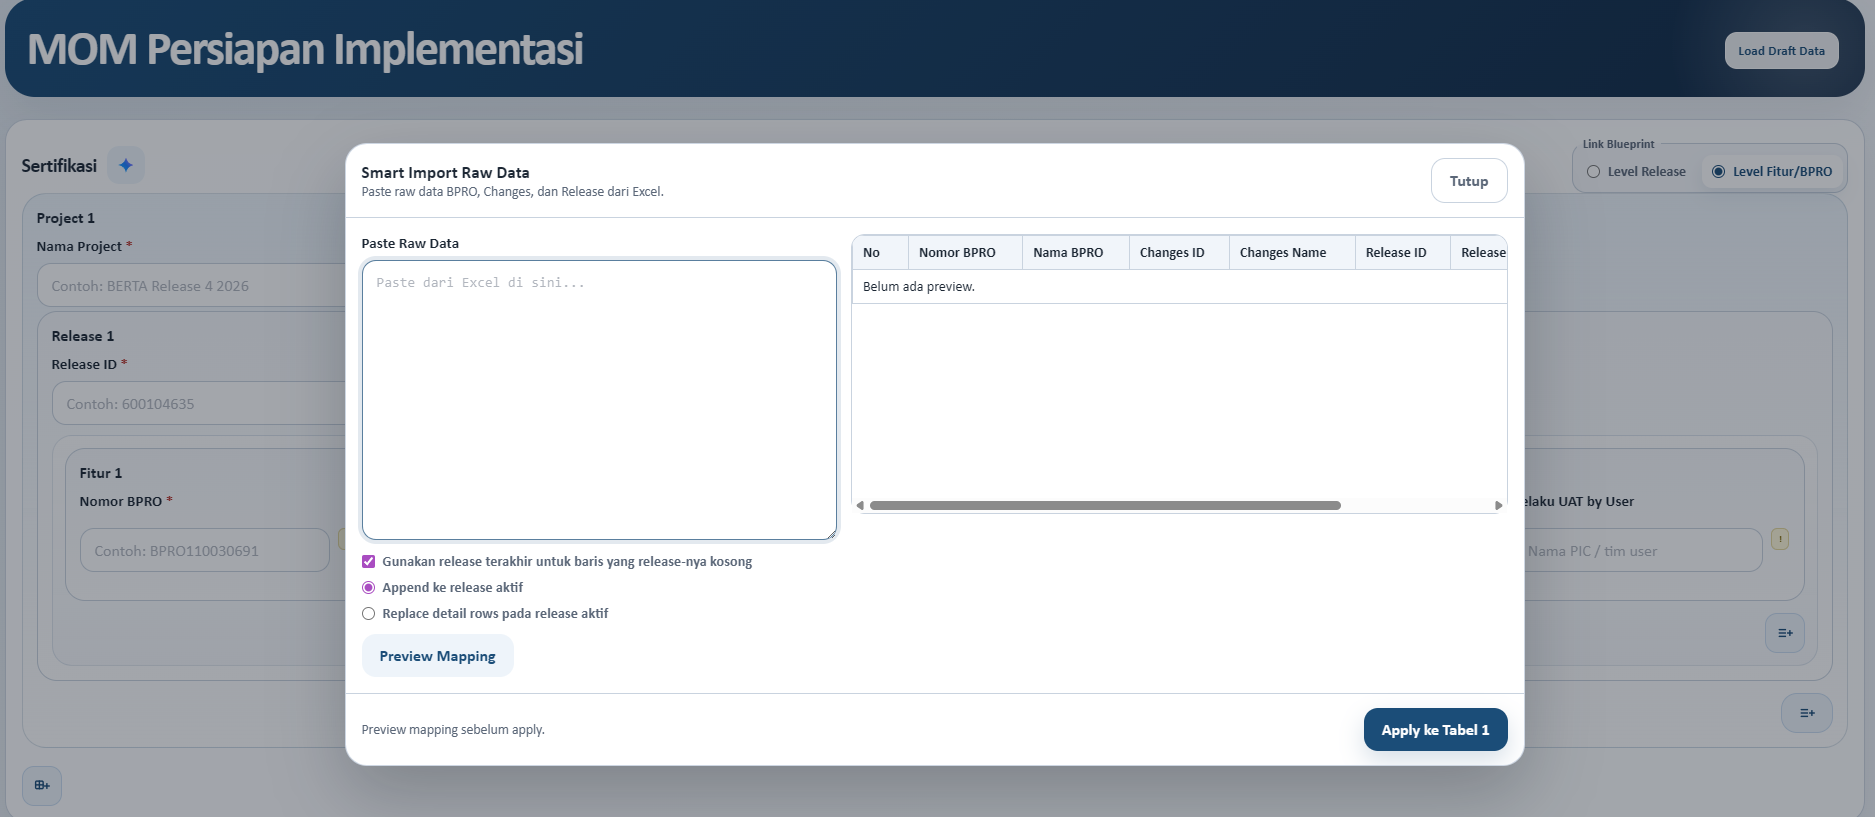 MOM Persiapan Implementasi
Load Draft Data
Sertifikasi
Link Blueprint
Level Release
Level Fitur/BPRO
Project 1
Nama Project *
Contoh: BERTA Release 4 2026
Release 1
Release ID *
Contoh: 600104635
Fitur 1
Nomor BPRO *
Contoh: BPRO110030691
Smart Import Raw Data
Paste raw data BPRO, Changes, dan Release dari Excel.
Tutup
Paste Raw Data
Paste dari Excel di sini...
No Nomor BPRO Nama BPRO Changes ID Changes Name Release ID Release
Belum ada preview.
Gunakan release terakhir untuk baris yang release-nya kosong
Append ke release aktif
Replace detail rows pada release aktif
Preview Mapping
Preview mapping sebelum apply.
Apply ke Tabel 1
elaku UAT by User
Nama PIC / tim user
!